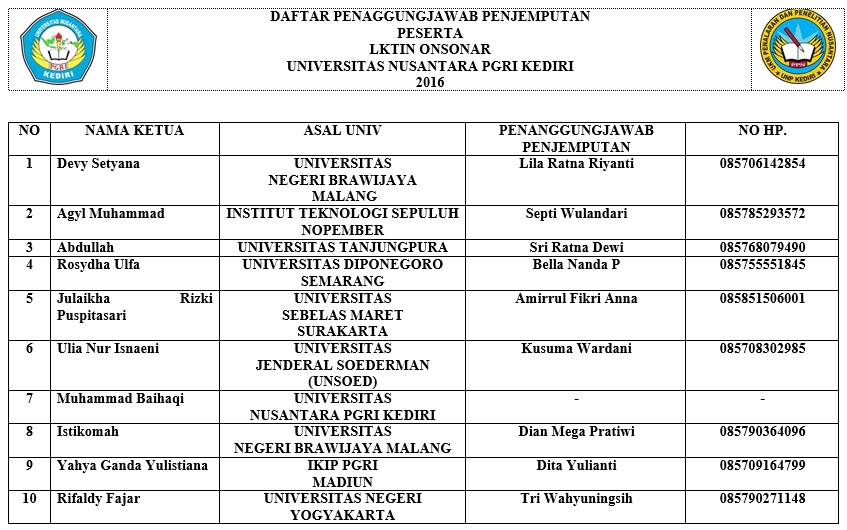 DAFTAR PENAGGUNGJAWAB PENJEMPUTAN
PESERTA
LKTIN ONSONAR
UNIVERSITAS NUSANTARA PGRI KEDIRI
2016
UNIVERSITAS NUSANTARA
PGRI
KEDIRI
UKM PENALARAN DAN PENELITIAN NUSANTARA
PPN
UNP KEDIRI
NO NAMA KETUA ASAL UNIV PENANGGUNGJAWAB PENJEMPUTAN NO HP.
1 Devy Setyana UNIVERSITAS NEGERI BRAWIJAYA MALANG Lila Ratna Riyanti 085706142854
2 Agyl Muhammad INSTITUT TEKNOLOGI SEPULUH NOPEMBER Septi Wulandari 085785293572
3 Abdullah UNIVERSITAS TANJUNGPURA Sri Ratna Dewi 085768079490
4 Rosydha Ulfa UNIVERSITAS DIPONEGORO SEMARANG Bella Nanda P 085755551845
5 Julaikha Rizki Puspitasari UNIVERSITAS SEBELAS MARET SURAKARTA Amirrul Fikri Anna 085851506001
6 Ulia Nur Isnaeni UNIVERSITAS JENDERAL SOEDERMAN (UNSOED) Kusuma Wardani 085708302985
7 Muhammad Baihaqi UNIVERSITAS NUSANTARA PGRI KEDIRI - -
8 Istikomah UNIVERSITAS NEGERI BRAWIJAYA MALANG Dian Mega Pratiwi 085790364096
9 Yahya Ganda Yulistiana IKIP PGRI MADIUN Dita Yulianti 085709164799
10 Rifaldy Fajar UNIVERSITAS NEGERI YOGYAKARTA Tri Wahyuningsih 085790271148